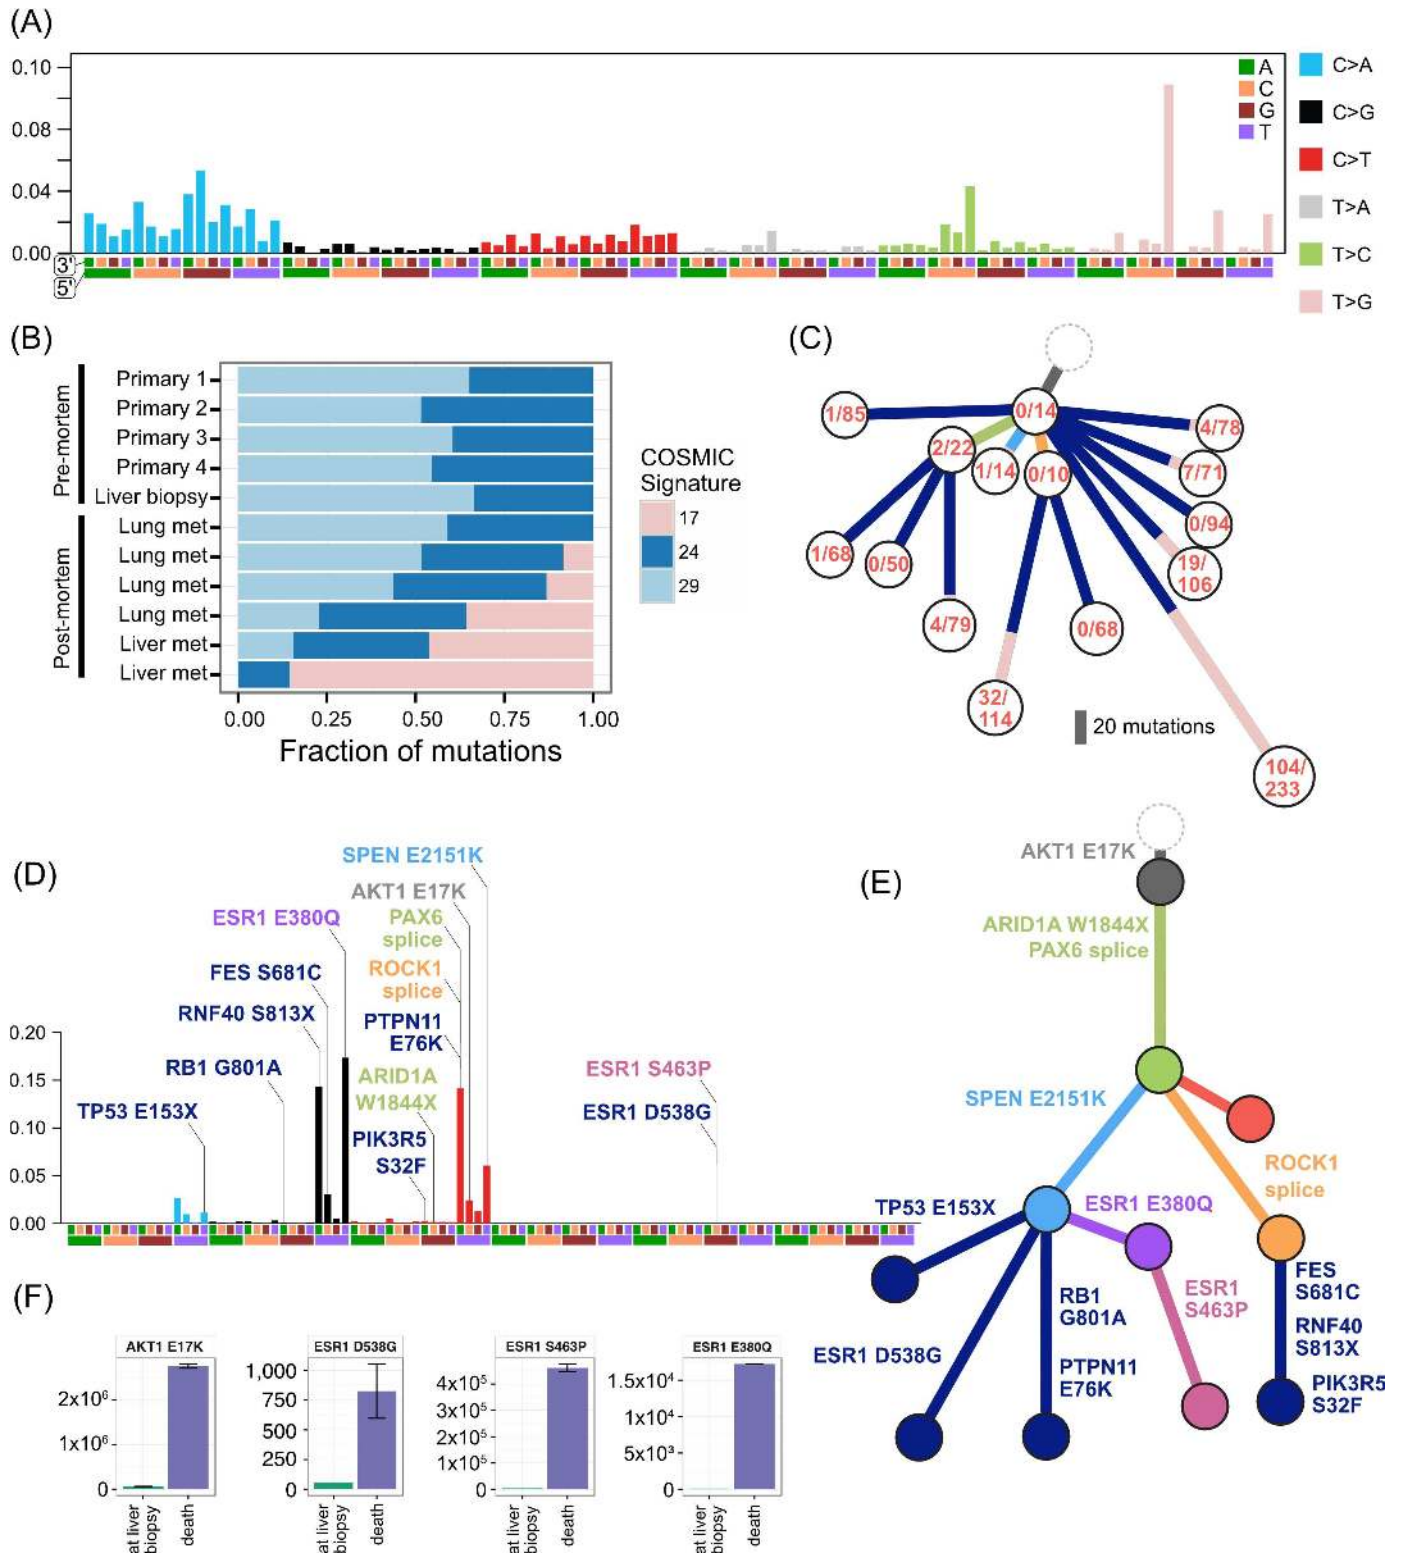 (A)
0.10
0.08
0.04
0.00
3'
5'
A
C
G
T
C>A
C>G
C>T
T>A
T>C
T>G
(B)
Pre-mortem
Post-mortem
Primary 1
Primary 2
Primary 3
Primary 4
Liver biopsy
Lung met
Lung met
Lung met
Lung met
Liver met
Liver met
0.00 0.25 0.50 0.75 1.00
Fraction of mutations
COSMIC
Signature
17
24
29
(C)
0/14
1/85
4/78
2/22
1/14
0/10
7/71
0/94
1/68
0/50
19/
106
4/79
0/68
32/
114
20 mutations
104/
233
(D)
SPEN E2151K
AKT1 E17K
ESR1 E380Q
PAX6
splice
FES S681C
ROCK1
splice
RNF40 S813X
PTPN11
E76K
RB1 G801A
ARID1A
W1844X
ESR1 S463P
TP53 E153X
ESR1 D538G
PIK3R5
S32F
0.20
0.15
0.10
0.05
0.00
(E)
AKT1 E17K
ARID1A W1844X
PAX6 splice
SPEN E2151K
ROCK1
splice
TP53 E153X
ESR1 E380Q
FES
S681C
ESR1
S463P
RB1
G801A
RNF40
S813X
ESR1 D538G
PTPN11
E76K
PIK3R5
S32F
(F)
AKT1 E17K
2x10⁶
1x10⁶
0
at liver
biopsy
death
ESR1 D538G
1,000
750
500
250
0
at liver
biopsy
death
ESR1 S463P
4x10⁵
3x10⁵
2x10⁵
1x10⁵
0
at liver
biopsy
death
ESR1 E380Q
1.5x10⁴
1x10⁴
5x10³
0
at liver
biopsy
death